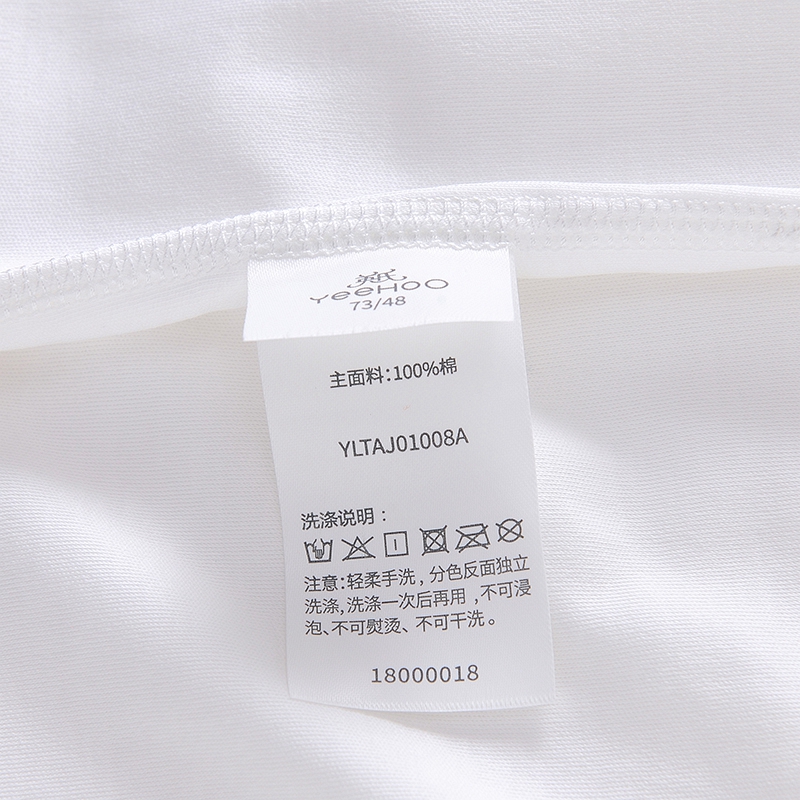 YeeHOO
73/48
主面料:100%棉
YLTAJ01008A
洗涤说明：
注意:轻柔手洗，分色反面独立
洗涤,洗涤一次后再用，不可浸
泡、不可熨烫、不可干洗。
18000018